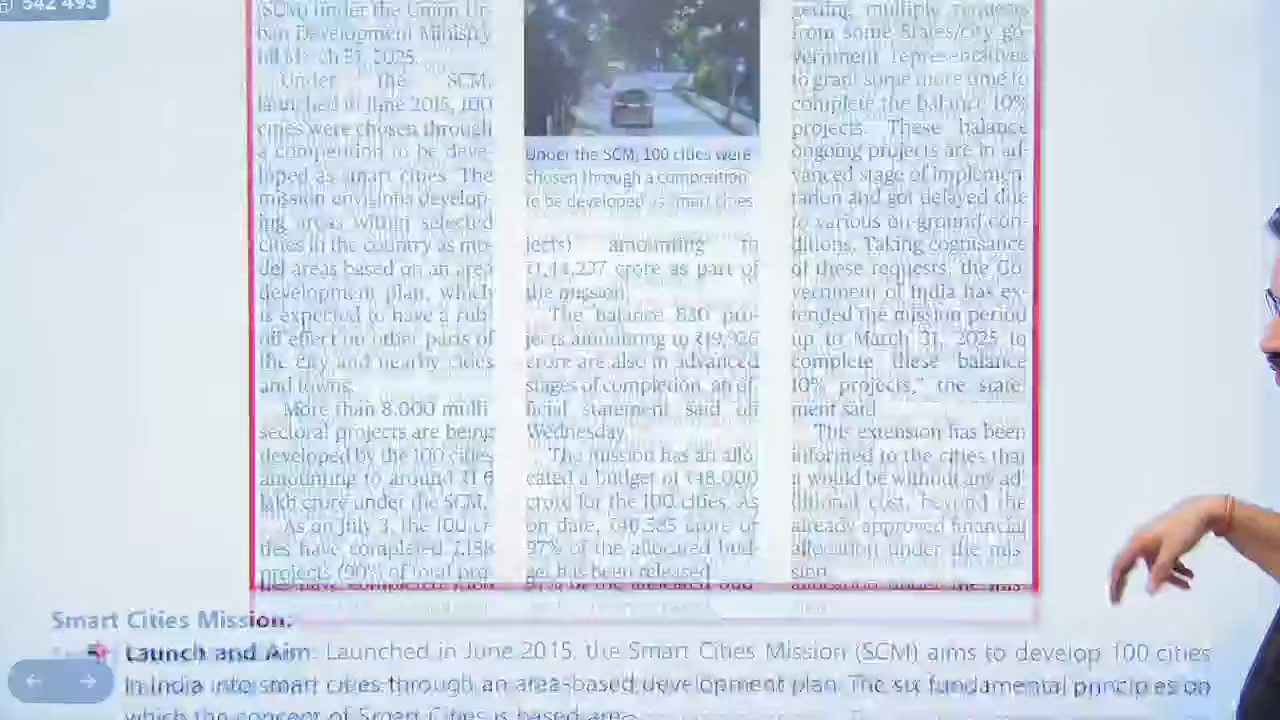 542 493
(SCM) under the Union Ur-
ban Development Ministry
till March 31, 2025.
Under the SCM,
launched in June 2015, 100
cities were chosen through
a competition to be deve-
loped as smart cities. The
mission envisions develop-
ing areas within selected
cities in the country as mo-
del areas based on an area
development plan, which
is expected to have a rub-
off effect on other parts of
the city and nearby cities
and towns.
More than 8,000 multi-
sectoral projects are being
developed by the 100 cities
amounting to around ₹1.6
lakh crore under the SCM.
As on July 3, the 100 ci-
ties have completed 7,188
projects (90% of total pro-
Under the SCM, 100 cities were
chosen through a composition
to be developed as smart cities
jects) amounting to
crore as part of
the mission.
The balance 830 pro-
jects amounting to ₹19,926
crore are also in advanced
stages of completion, an of-
ficial statement said on
Wednesday.
The mission has an allo-
cated a budget of ₹48,000
crore for the 100 cities. As
on date, crore or
97% of the allocated bud-
get has been released
getting multiple requests
from some States/city go-
vernment representatives
to grant some more time to
complete the balance 10%
projects. These balance
ongoing projects are in ad-
vanced stage of implemen-
tation and got delayed due
to various on-ground con-
ditions. Taking cognisance
of these requests, the Go-
vernment of India has ex-
tended the mission period
up to March 31, 2025 to
complete these balance
10% projects," the state-
ment said.
This extension has been
informed to the cities that
it would be without any ad-
ditional cost, beyond the
already approved financial
allocation under the mis-
sion.
Smart Cities Mission:
Launch and Aim: Launched in June 2015, the Smart Cities Mission (SCM) aims to develop 100 cities
in India into smart cities through an area-based development plan. The six fundamental principles on
which the concept of Smart Cities is based are